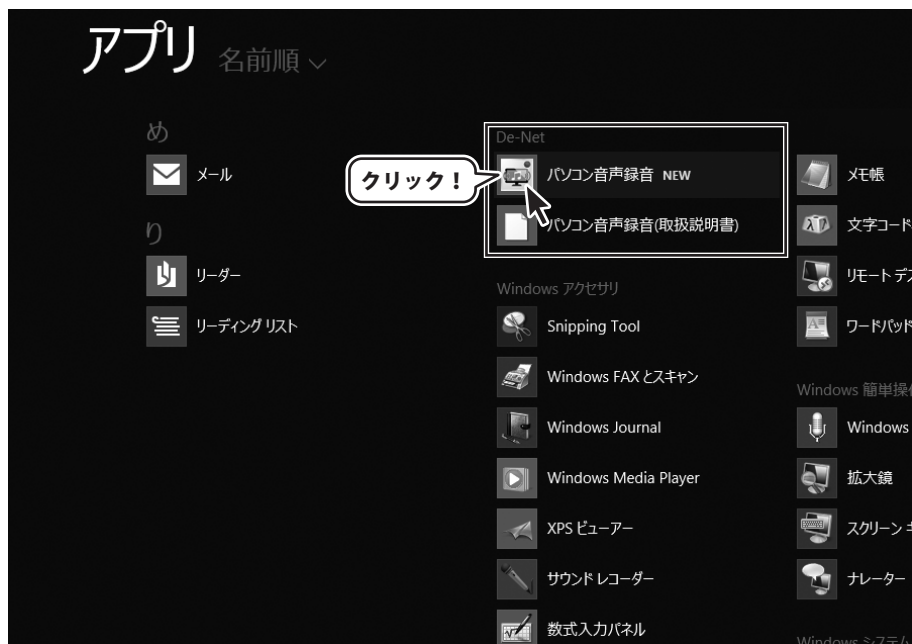 アプリ 名前順
め
メール
り
リーダー
リーディング リスト
クリック！
De-Net
パソコン音声録音 NEW
パソコン音声録音(取扱説明書)
Windows アクセサリ
Snipping Tool
Windows FAX とスキャン
Windows Journal
Windows Media Player
XPS ビューアー
サウンド レコーダー
数式入力パネル
メモ帳
文字コード
リモート デス
ワードパッド
Windows 簡単操作
Windows
拡大鏡
スクリーン キ
ナレーター
Windows システム